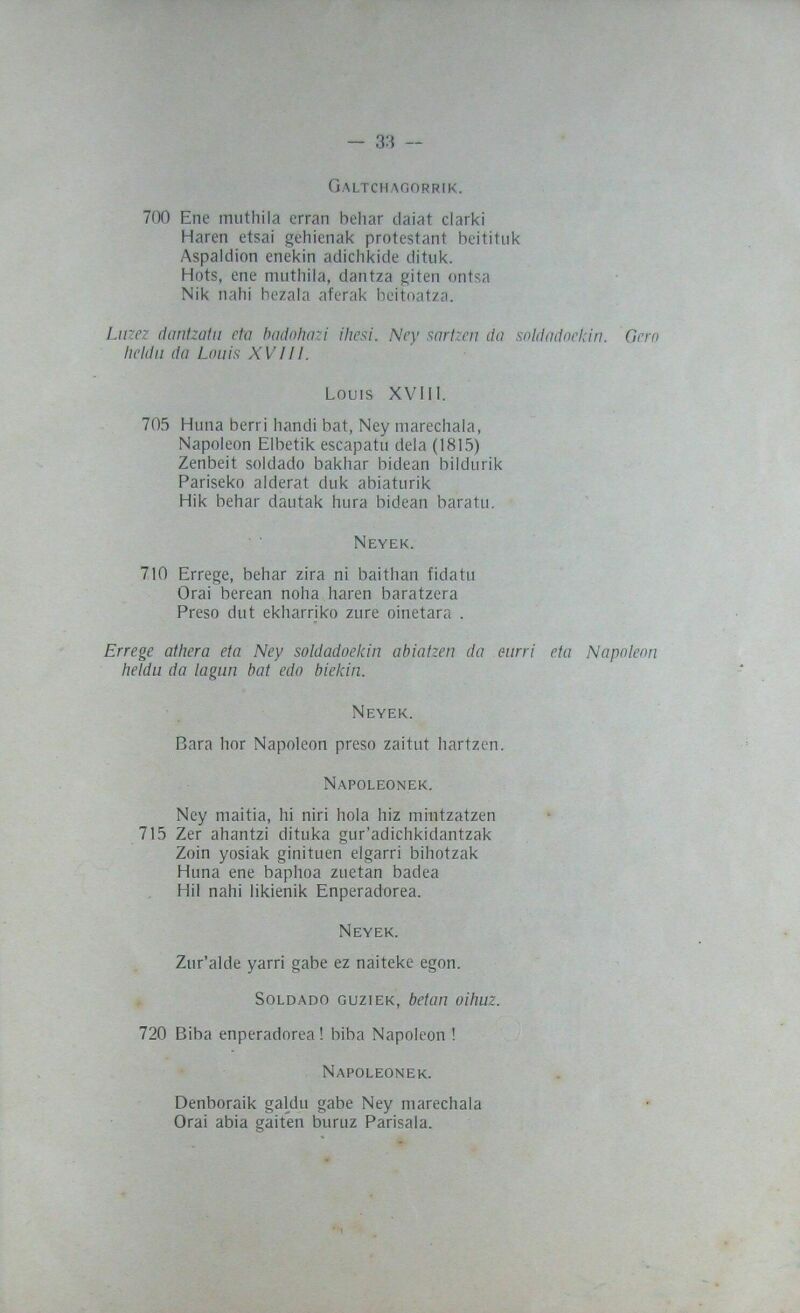 — 33 —
GALTCHAGORRIK.
700 Ene muthila erran behar daiat clarki
Haren etsai gehienak protestant beitituk
Aspaldion enekin adichkide dituk.
Hots, ene muthila, dantza giten ontsa
Nik nahi bezala aferak beitoatza.
Luzez dantzatu eta badohazi ihesi. Ney sartzen da soldadoekin. Gero
heldu da Louis XVIII.
LOUIS XVIII.
705 Huna berri handi bat, Ney marechala,
Napoleon Elbetik escapatu dela (1815)
Zenbeit soldado bakhar bidean bildurik
Pariseko alderat duk abiaturik
Hik behar dautak hura bidean baratu.
NEYEK.
710 Errege, behar zira ni baithan fidatu
Orai berean noha haren baratzera
Preso dut ekharriko zure oinetara .
Errege athera eta Ney soldadoekin abiatzen da eurri eta Napoleon
heldu da lagun bat edo biekin.
NEYEK.
Bara hor Napoleon preso zaitut hartzen.
NAPOLEONEK.
Ney maitia, hi niri hola hiz mintzatzen
715 Zer ahantzi dituka gur'adichkidantzak
Zoin yosiak ginituen elgarri bihotzak
Huna ene baphoa zuetan badea
Hil nahi likienik Enperadorea.
NEYEK.
Zur'alde yarri gabe ez naiteke egon.
SOLDADO GUZIEK, betan oihuz.
720 Biba enperadorea ! biba Napoleon !
NAPOLEONEK.
Denboraik galdu gabe Ney marechala
Orai abia gaiten buruz Parisala.